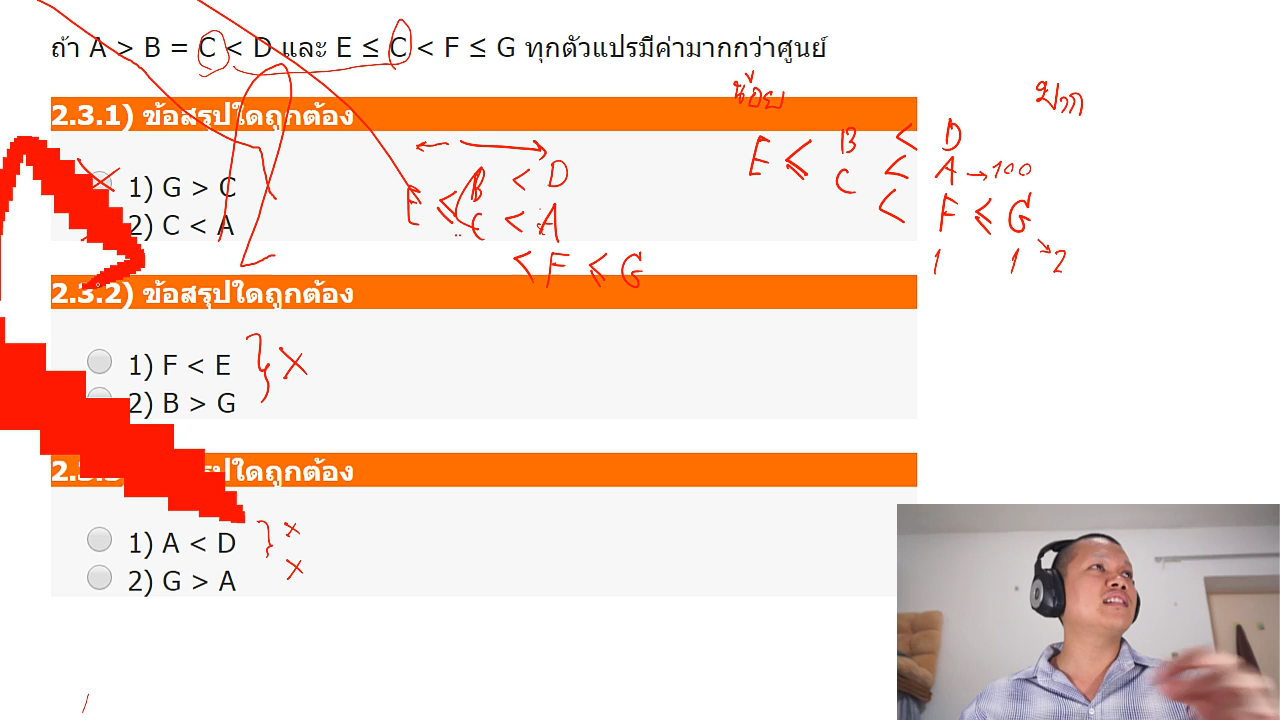 ถ้า A > B = C < D และ E ≤ C < F ≤ G ทุกตัวแปรมีค่ามากกว่าศูนย์
น้อย
มาก
2.3.1) ข้อสรุปใดถูกต้อง
1) G > C
2) C < A
E ≤ B < D
C < A
< F ≤ G
E ≤ B < D
C < A → 100
< F ≤ G
1 1 → 2
2.3.2) ข้อสรุปใดถูกต้อง
1) F < E
2) B > G
} X
ปใดถูกต้อง
1) A < D
2) G > A
} x
x